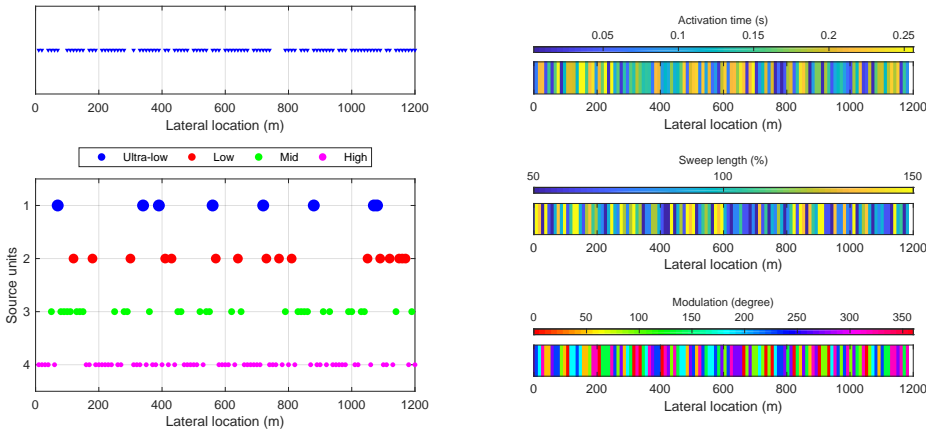 0 200 400 600 800 1000 1200
Lateral location (m)
Ultra-low Low Mid High
1
2
3
4
Source units
0 200 400 600 800 1000 1200
Lateral location (m)
Activation time (s)
0.05 0.1 0.15 0.2 0.25
0 200 400 600 800 1000 1200
Lateral location (m)
Sweep length (%)
50 100 150
0 200 400 600 800 1000 1200
Lateral location (m)
Modulation (degree)
0 50 100 150 200 250 300 350
0 200 400 600 800 1000 1200
Lateral location (m)